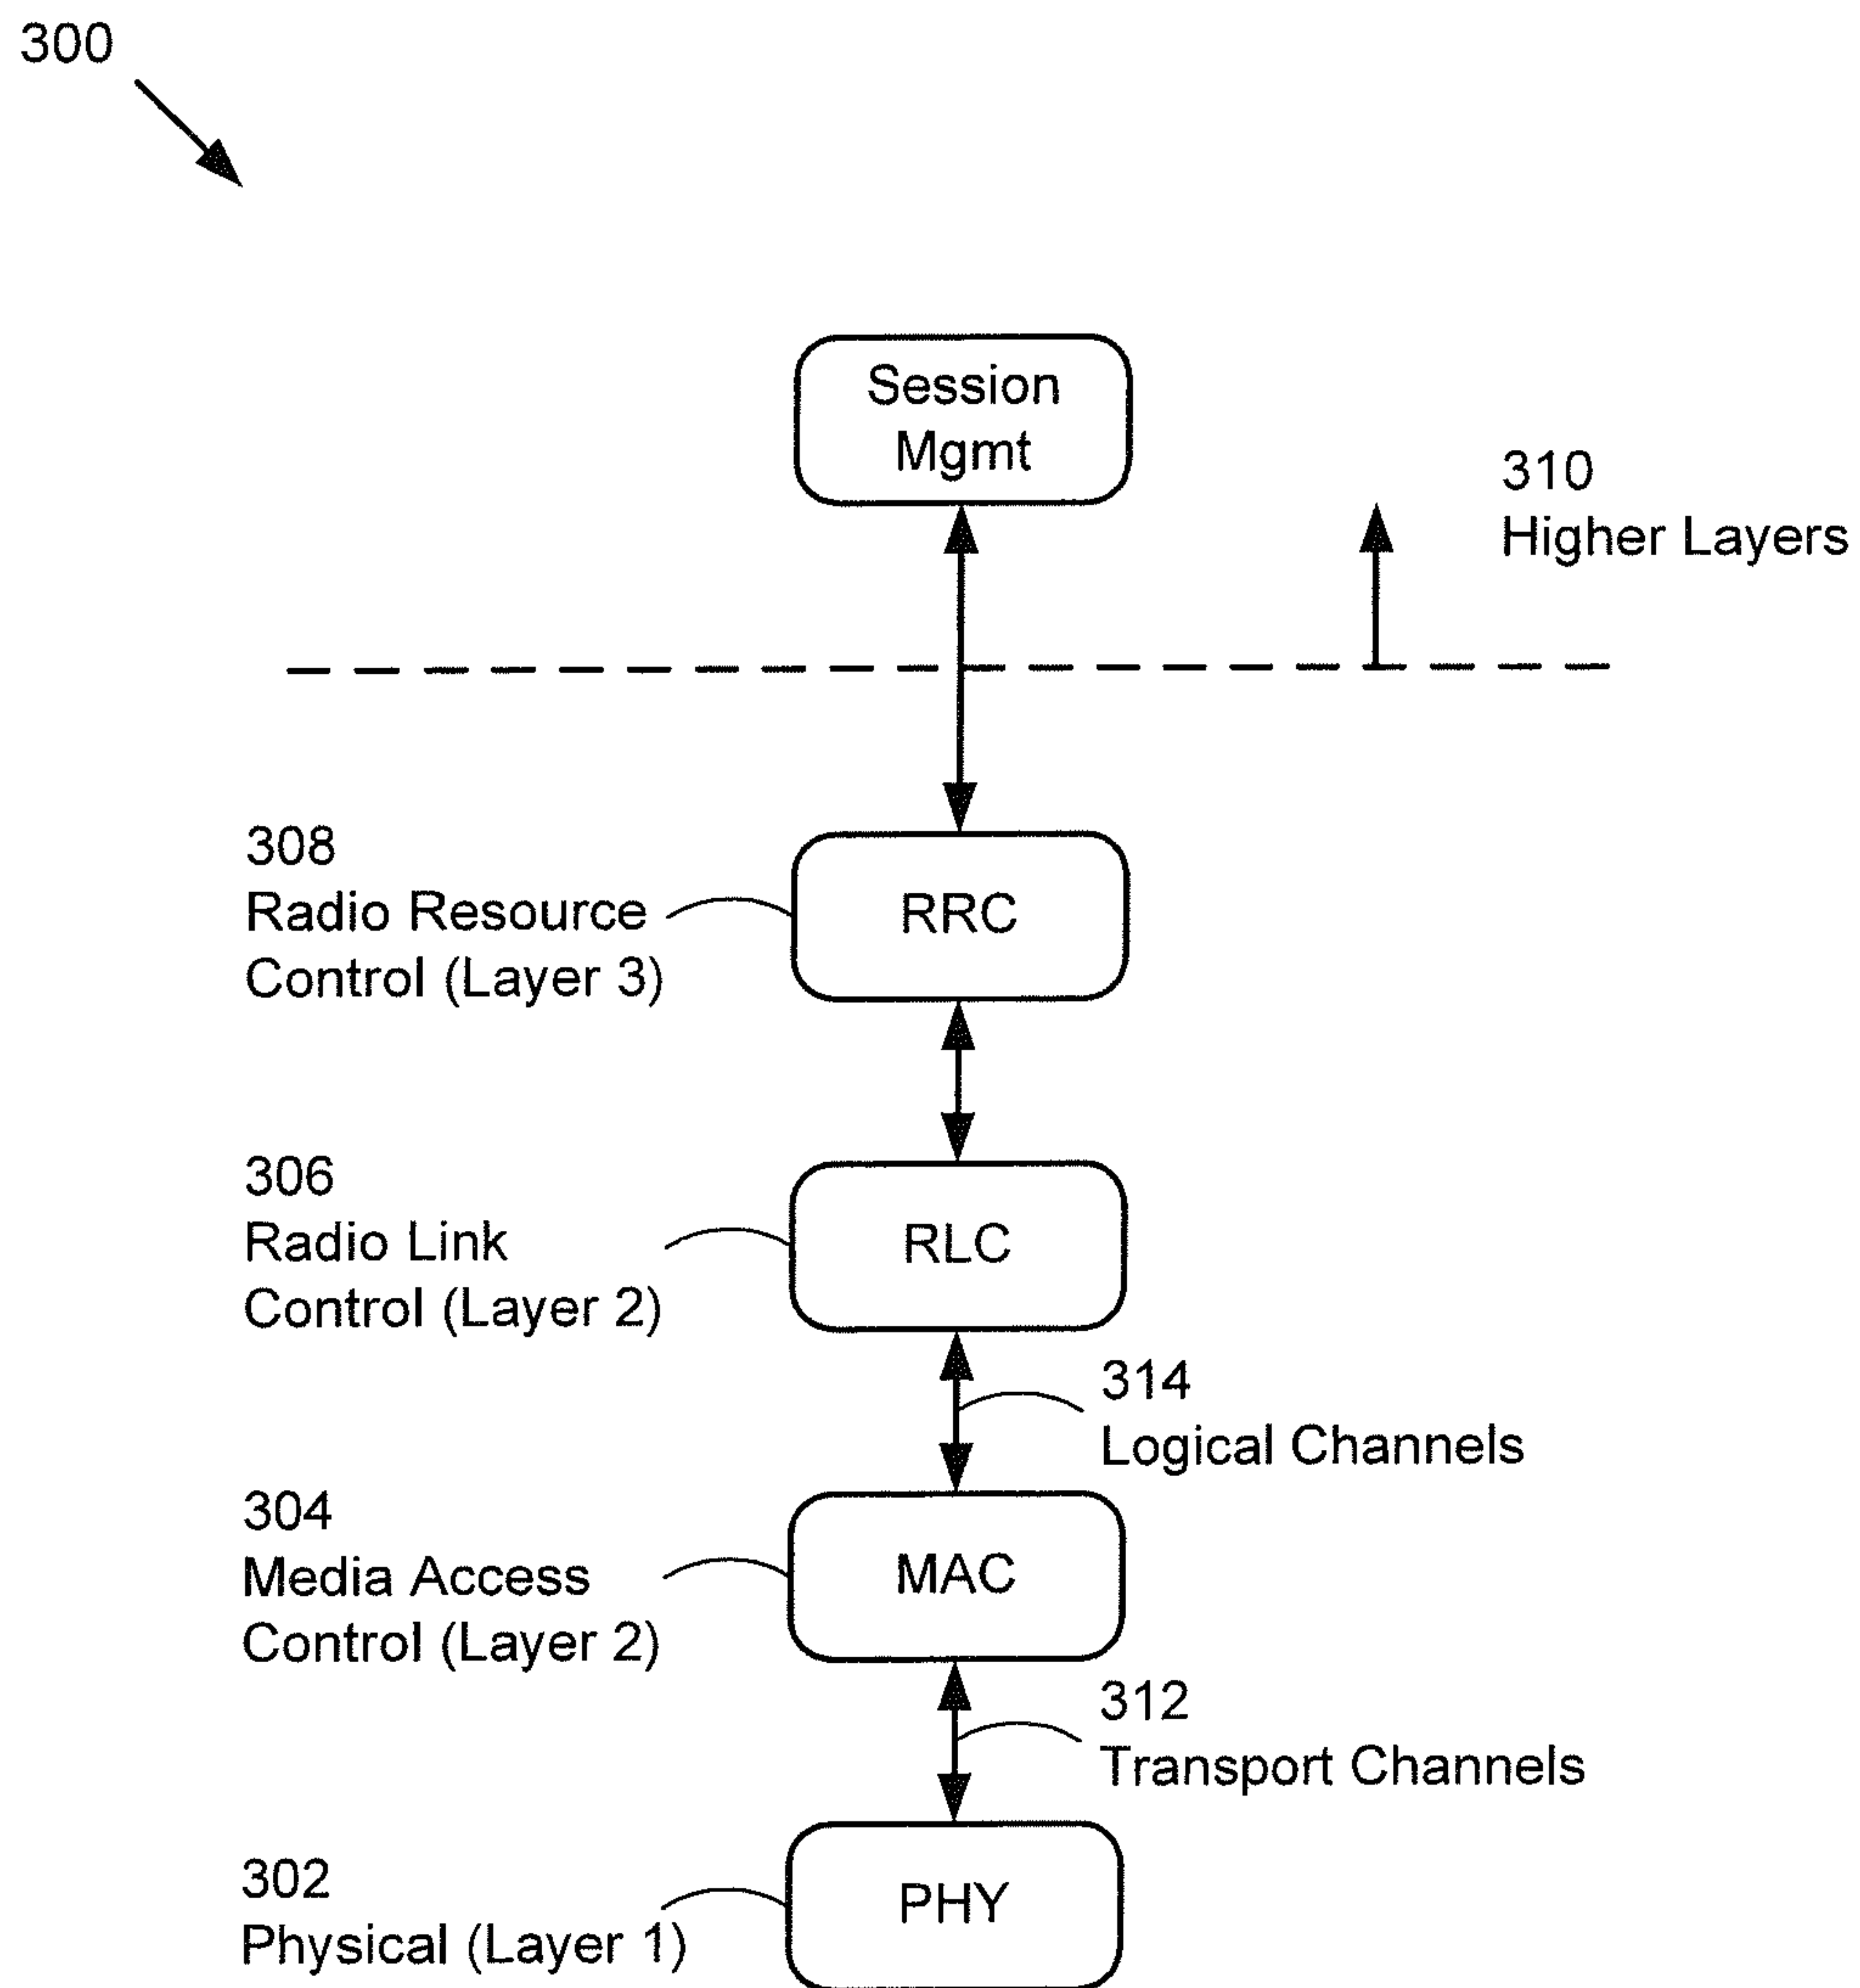 300
Session
Mgmt
310
Higher Layers
308
Radio Resource
Control (Layer 3)
RRC
306
Radio Link
Control (Layer 2)
RLC
314
Logical Channels
304
Media Access
Control (Layer 2)
MAC
312
Transport Channels
302
Physical (Layer 1)
PHY